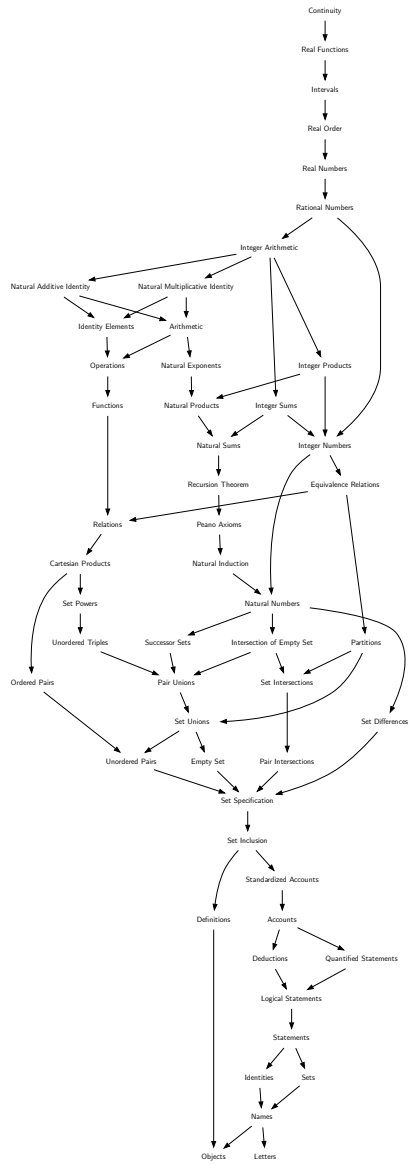 Continuity
Real Functions
Intervals
Real Order
Real Numbers
Rational Numbers
Integer Arithmetic
Natural Additive Identity
Natural Multiplicative Identity
Identity Elements
Arithmetic
Operations
Natural Exponents
Integer Products
Functions
Natural Products
Integer Sums
Natural Sums
Integer Numbers
Recursion Theorem
Equivalence Relations
Relations
Peano Axioms
Cartesian Products
Natural Induction
Set Powers
Natural Numbers
Unordered Triples
Successor Sets
Intersection of Empty Set
Partitions
Ordered Pairs
Pair Unions
Set Intersections
Set Unions
Set Differences
Unordered Pairs
Empty Set
Pair Intersections
Set Specification
Set Inclusion
Standardized Accounts
Definitions
Accounts
Deductions
Quantified Statements
Logical Statements
Statements
Identities
Sets
Names
Objects
Letters